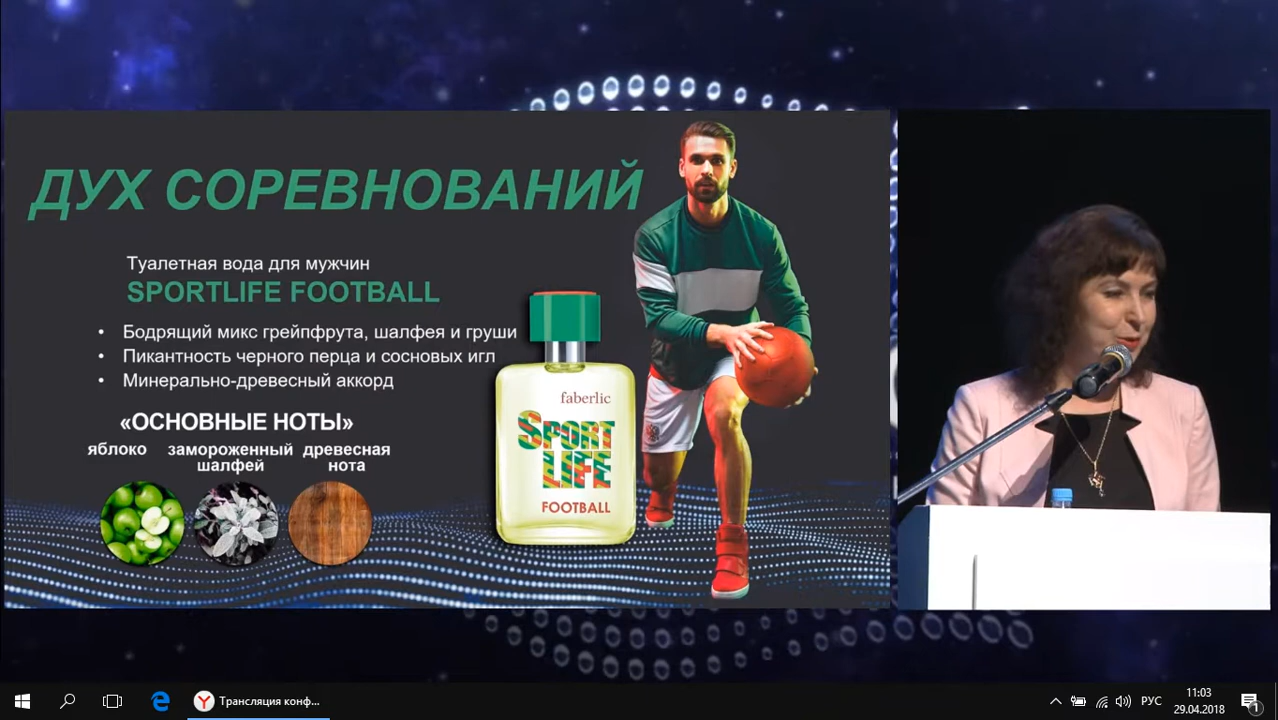 ДУХ СОРЕВНОВАНИЙ
Туалетная вода для мужчин
SPORTLIFE FOOTBALL
• Бодрящий микс грейпфрута, шалфея и груши
• Пикантность черного перца и сосновых игл
• Минерально-древесный аккорд
«ОСНОВНЫЕ НОТЫ»
яблоко замороженный древесная
шалфей нота
faberlic
SPORT
LIFE
FOOTBALL
Трансляция конф...
РУС
11:03
29.04.2018
1